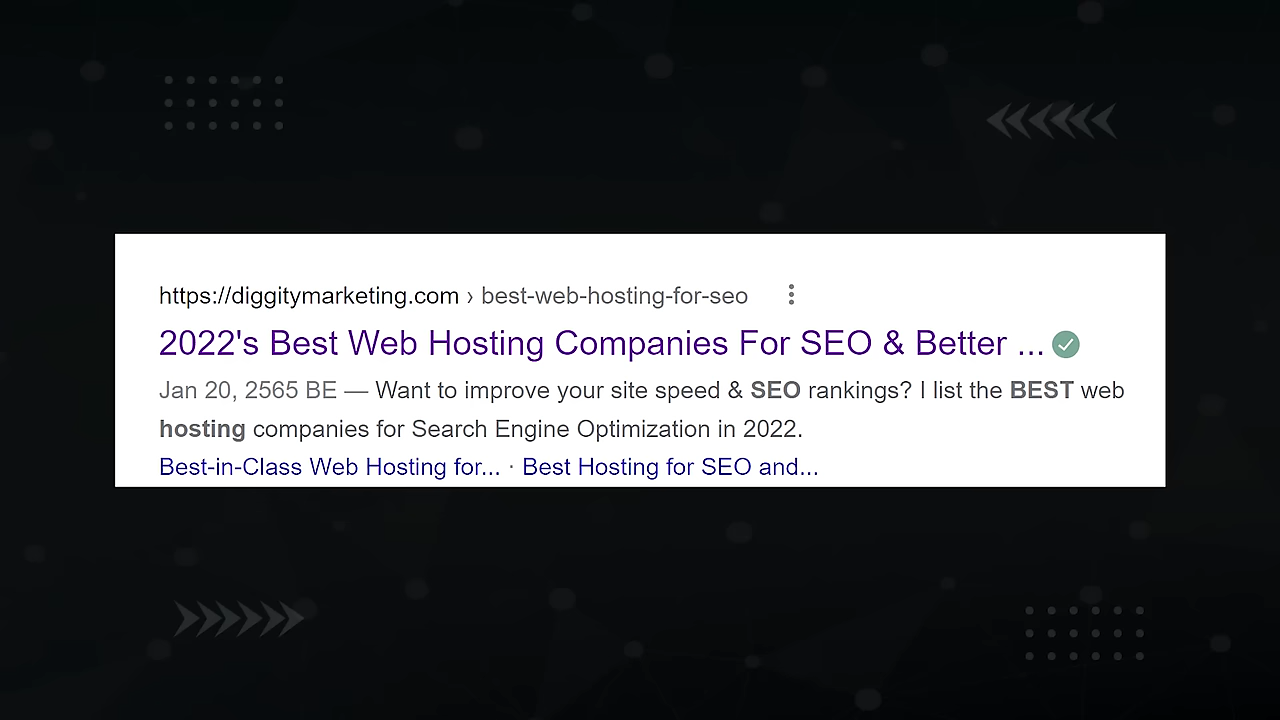 https://diggitymarketing.com › best-web-hosting-for-seo
2022's Best Web Hosting Companies For SEO & Better ...
Jan 20, 2565 BE — Want to improve your site speed & SEO rankings? I list the BEST web
hosting companies for Search Engine Optimization in 2022.
Best-in-Class Web Hosting for... · Best Hosting for SEO and...